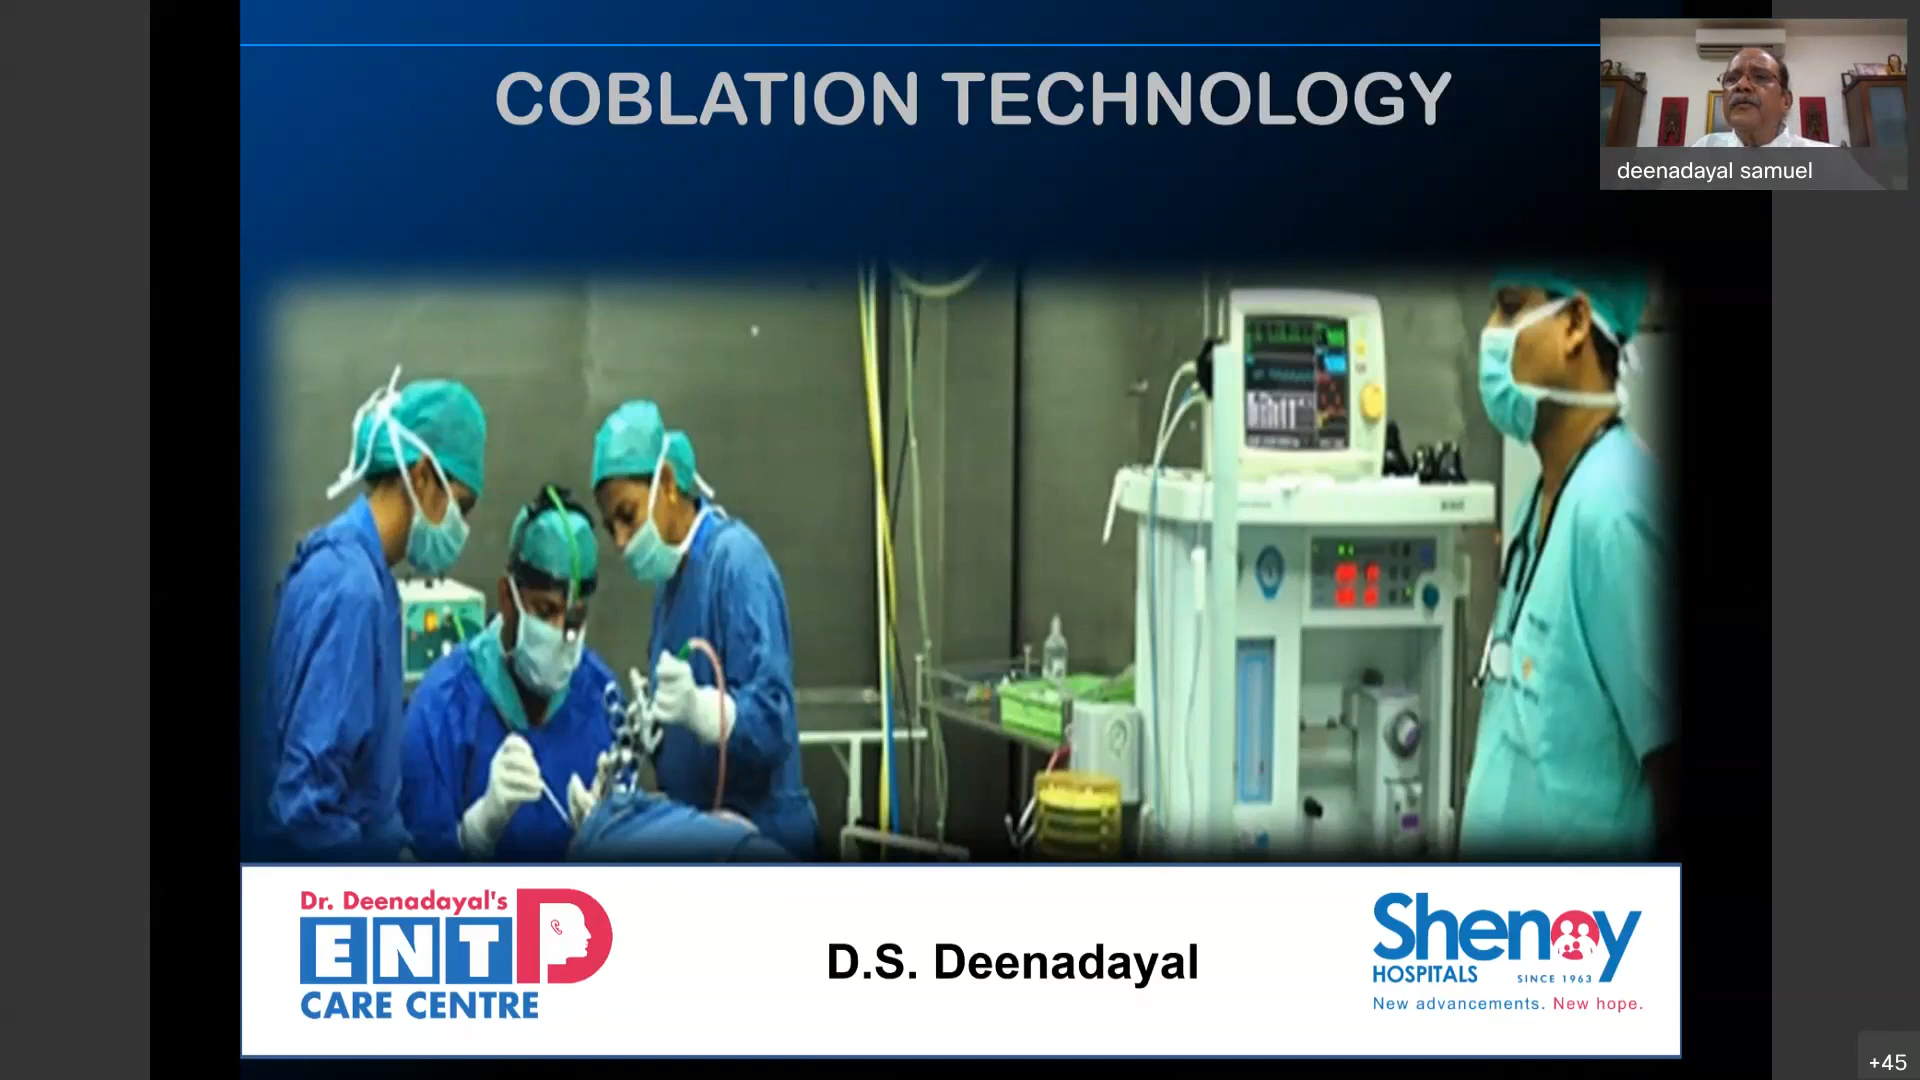 COBLATION TECHNOLOGY
deenadayal samuel
Dr. Deenadayal's
ENT
CARE CENTRE
D.S. Deenadayal
Shenoy
HOSPITALS
SINCE 1963
New advancements. New hope.
+45